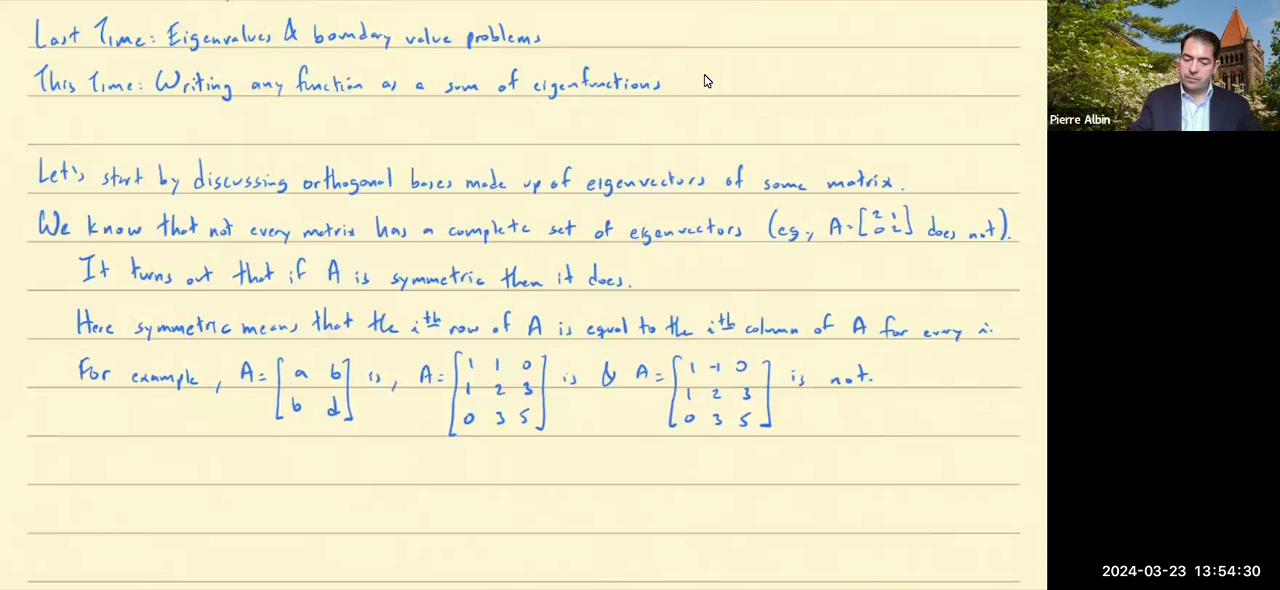 Last Time: Eigenvalues & boundary value problems
This Time: Writing any function as a sum of eigenfunctions
Let's start by discussing orthogonal bases made up of eigenvectors of some matrix.
We know that not every matrix has a complete set of eigenvectors (eg, A=[2 1
0 2] does not).
It turns out that if A is symmetric then it does.
Here symmetric means that the ith row of A is equal to the ith column of A for every i.
For example, A=[a b
b d] is, A=[1 1 0
1 2 3
0 3 5] is & A=[1 -1 0
1 2 3
0 3 5] is not.
Pierre Albin
2024-03-23 13:54:30